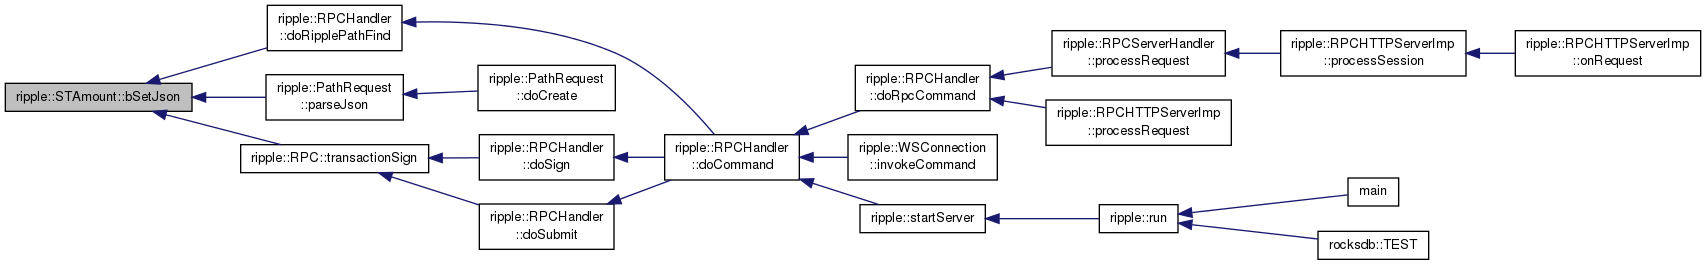 ripple::STAmount::bSetJson
ripple::RPCHandler
::doRipplePathFind
ripple::PathRequest
::parseJson
ripple::RPC::transactionSign
ripple::PathRequest
::doCreate
ripple::RPCHandler
::doSign
ripple::RPCHandler
::doSubmit
ripple::RPCHandler
::doCommand
ripple::RPCHandler
::doRpcCommand
ripple::WSConnection
::invokeCommand
ripple::startServer
ripple::RPCServerHandler
::processRequest
ripple::RPCHTTPServerImp
::processRequest
ripple::run
ripple::RPCHTTPServerImp
::processSession
main
rocksdb::TEST
ripple::RPCHTTPServerImp
::onRequest